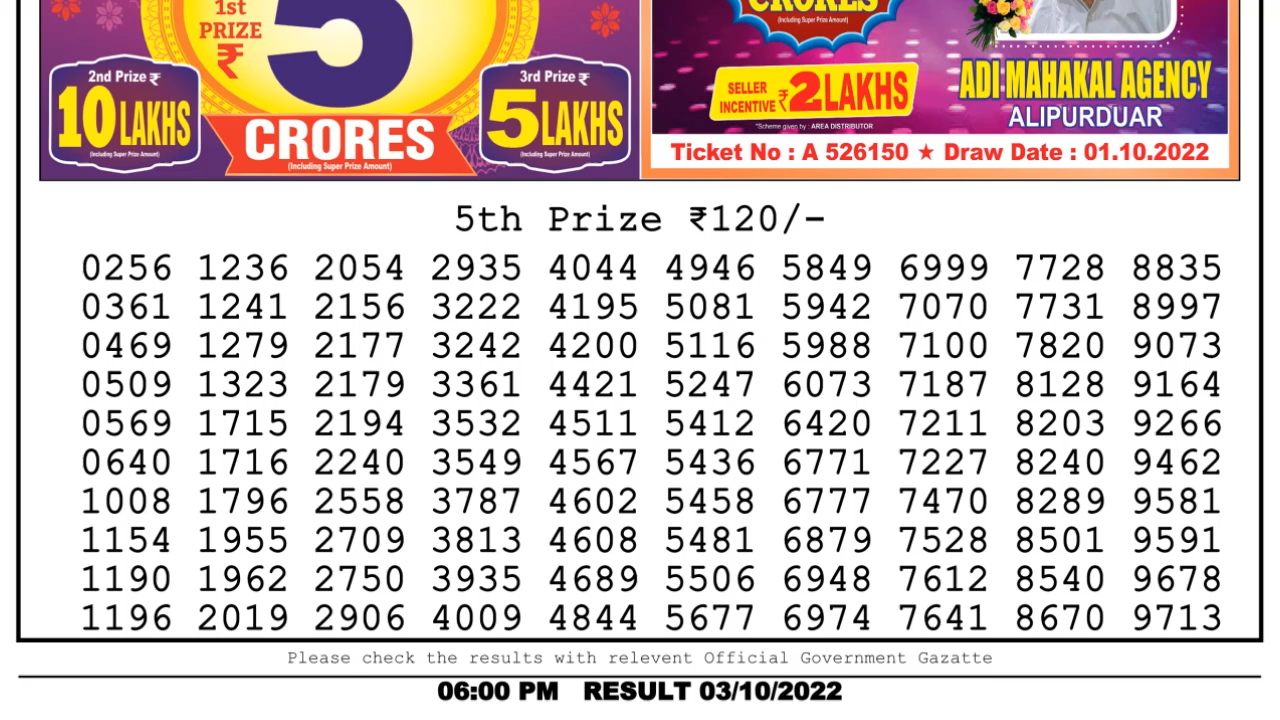 1st
PRIZE
₹
5
CRORES
(Including Super Prize Amount)
2nd Prize ₹
10 LAKHS
(Including Super Prize Amount)
3rd Prize ₹
5 LAKHS
(Including Super Prize Amount)
CRORES
(Including Super Prize Amount)
SELLER
INCENTIVE ₹2 LAKHS
*Scheme given by : AREA DISTRIBUTOR
ADI MAHAKAL AGENCY
ALIPURDUAR
Ticket No : A 526150 ★ Draw Date : 01.10.2022
5th Prize ₹120/-
0256 1236 2054 2935 4044 4946 5849 6999 7728 8835
0361 1241 2156 3222 4195 5081 5942 7070 7731 8997
0469 1279 2177 3242 4200 5116 5988 7100 7820 9073
0509 1323 2179 3361 4421 5247 6073 7187 8128 9164
0569 1715 2194 3532 4511 5412 6420 7211 8203 9266
0640 1716 2240 3549 4567 5436 6771 7227 8240 9462
1008 1796 2558 3787 4602 5458 6777 7470 8289 9581
1154 1955 2709 3813 4608 5481 6879 7528 8501 9591
1190 1962 2750 3935 4689 5506 6948 7612 8540 9678
1196 2019 2906 4009 4844 5677 6974 7641 8670 9713
Please check the results with relevent Official Government Gazatte
06:00 PM RESULT 03/10/2022